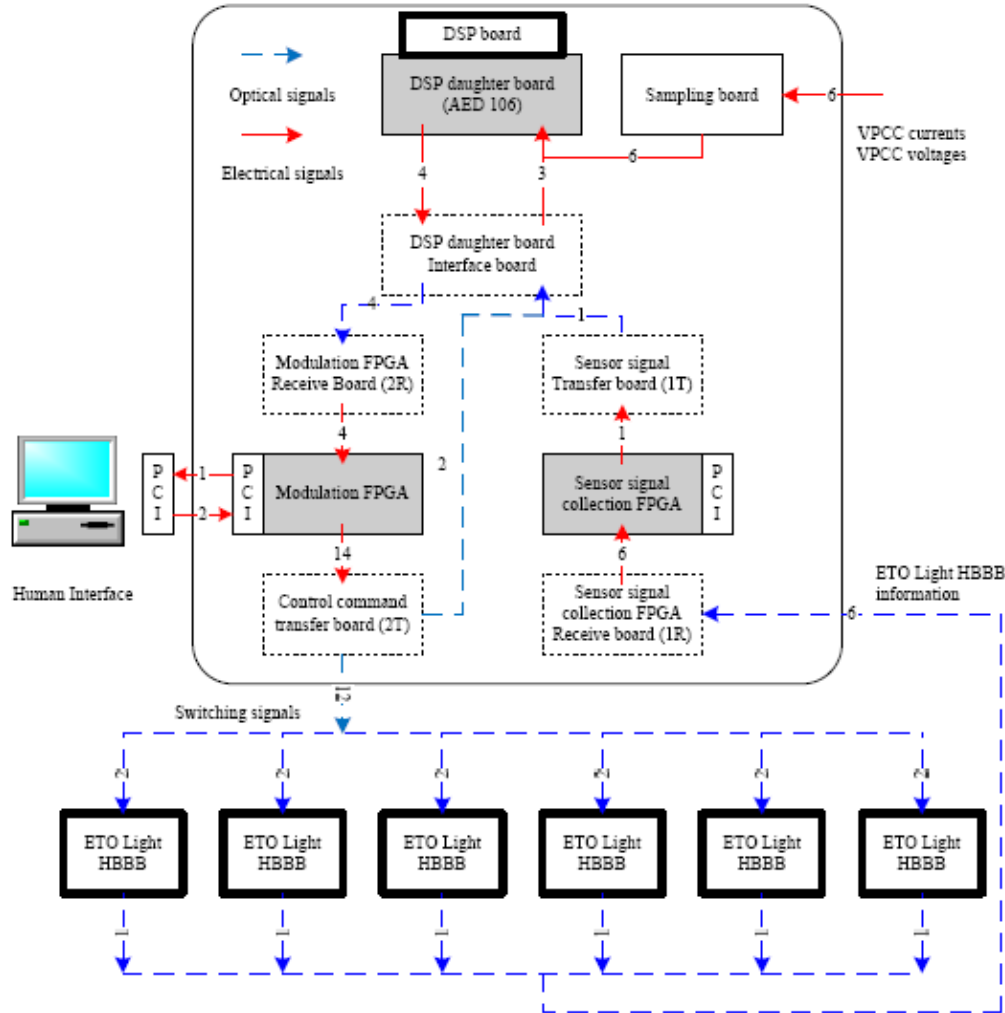 DSP board
DSP daughter board
(AED 106)
Sampling board
6
VPCC currents
VPCC voltages
Optical signals
Electrical signals
4
3
6
DSP daughter board
Interface board
4
1
Modulation FPGA
Receive Board (2R)
Sensor signal
Transfer board (1T)
4
2
1
P
C
I
1
2
P
C
I
Modulation FPGA
Sensor signal
collection FPGA
P
C
I
14
6
Human Interface
Control command
transfer board (2T)
Sensor signal
collection FPGA
Receive board (1R)
ETO Light HBBB
information
6
12
Switching signals
2
2
2
2
2
2
ETO Light
HBBB
ETO Light
HBBB
ETO Light
HBBB
ETO Light
HBBB
ETO Light
HBBB
ETO Light
HBBB
1
1
1
1
1
1